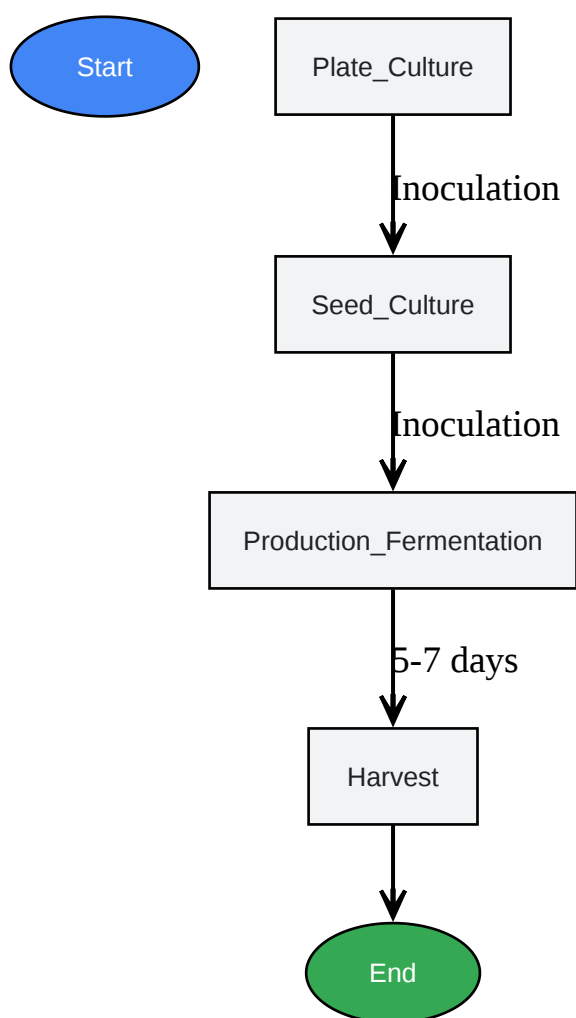 Start
Plate_Culture
Inoculation
Seed_Culture
Inoculation
Production_Fermentation
5-7 days
Harvest
End